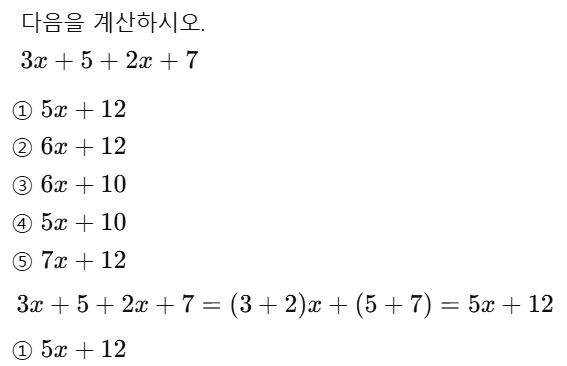 다음을 계산하시오.
3x + 5 + 2x + 7
① 5x + 12
② 6x + 12
③ 6x + 10
④ 5x + 10
⑤ 7x + 12
3x + 5 + 2x + 7 = (3 + 2)x + (5 + 7) = 5x + 12
① 5x + 12